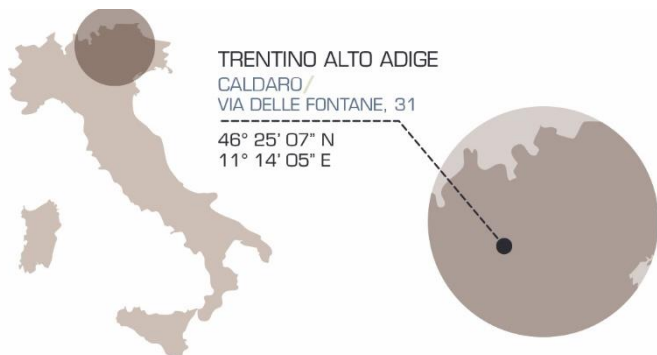 TRENTINO ALTO ADIGE
CALDARO/
VIA DELLE FONTANE, 31
46° 25' 07" N
11° 14' 05" E